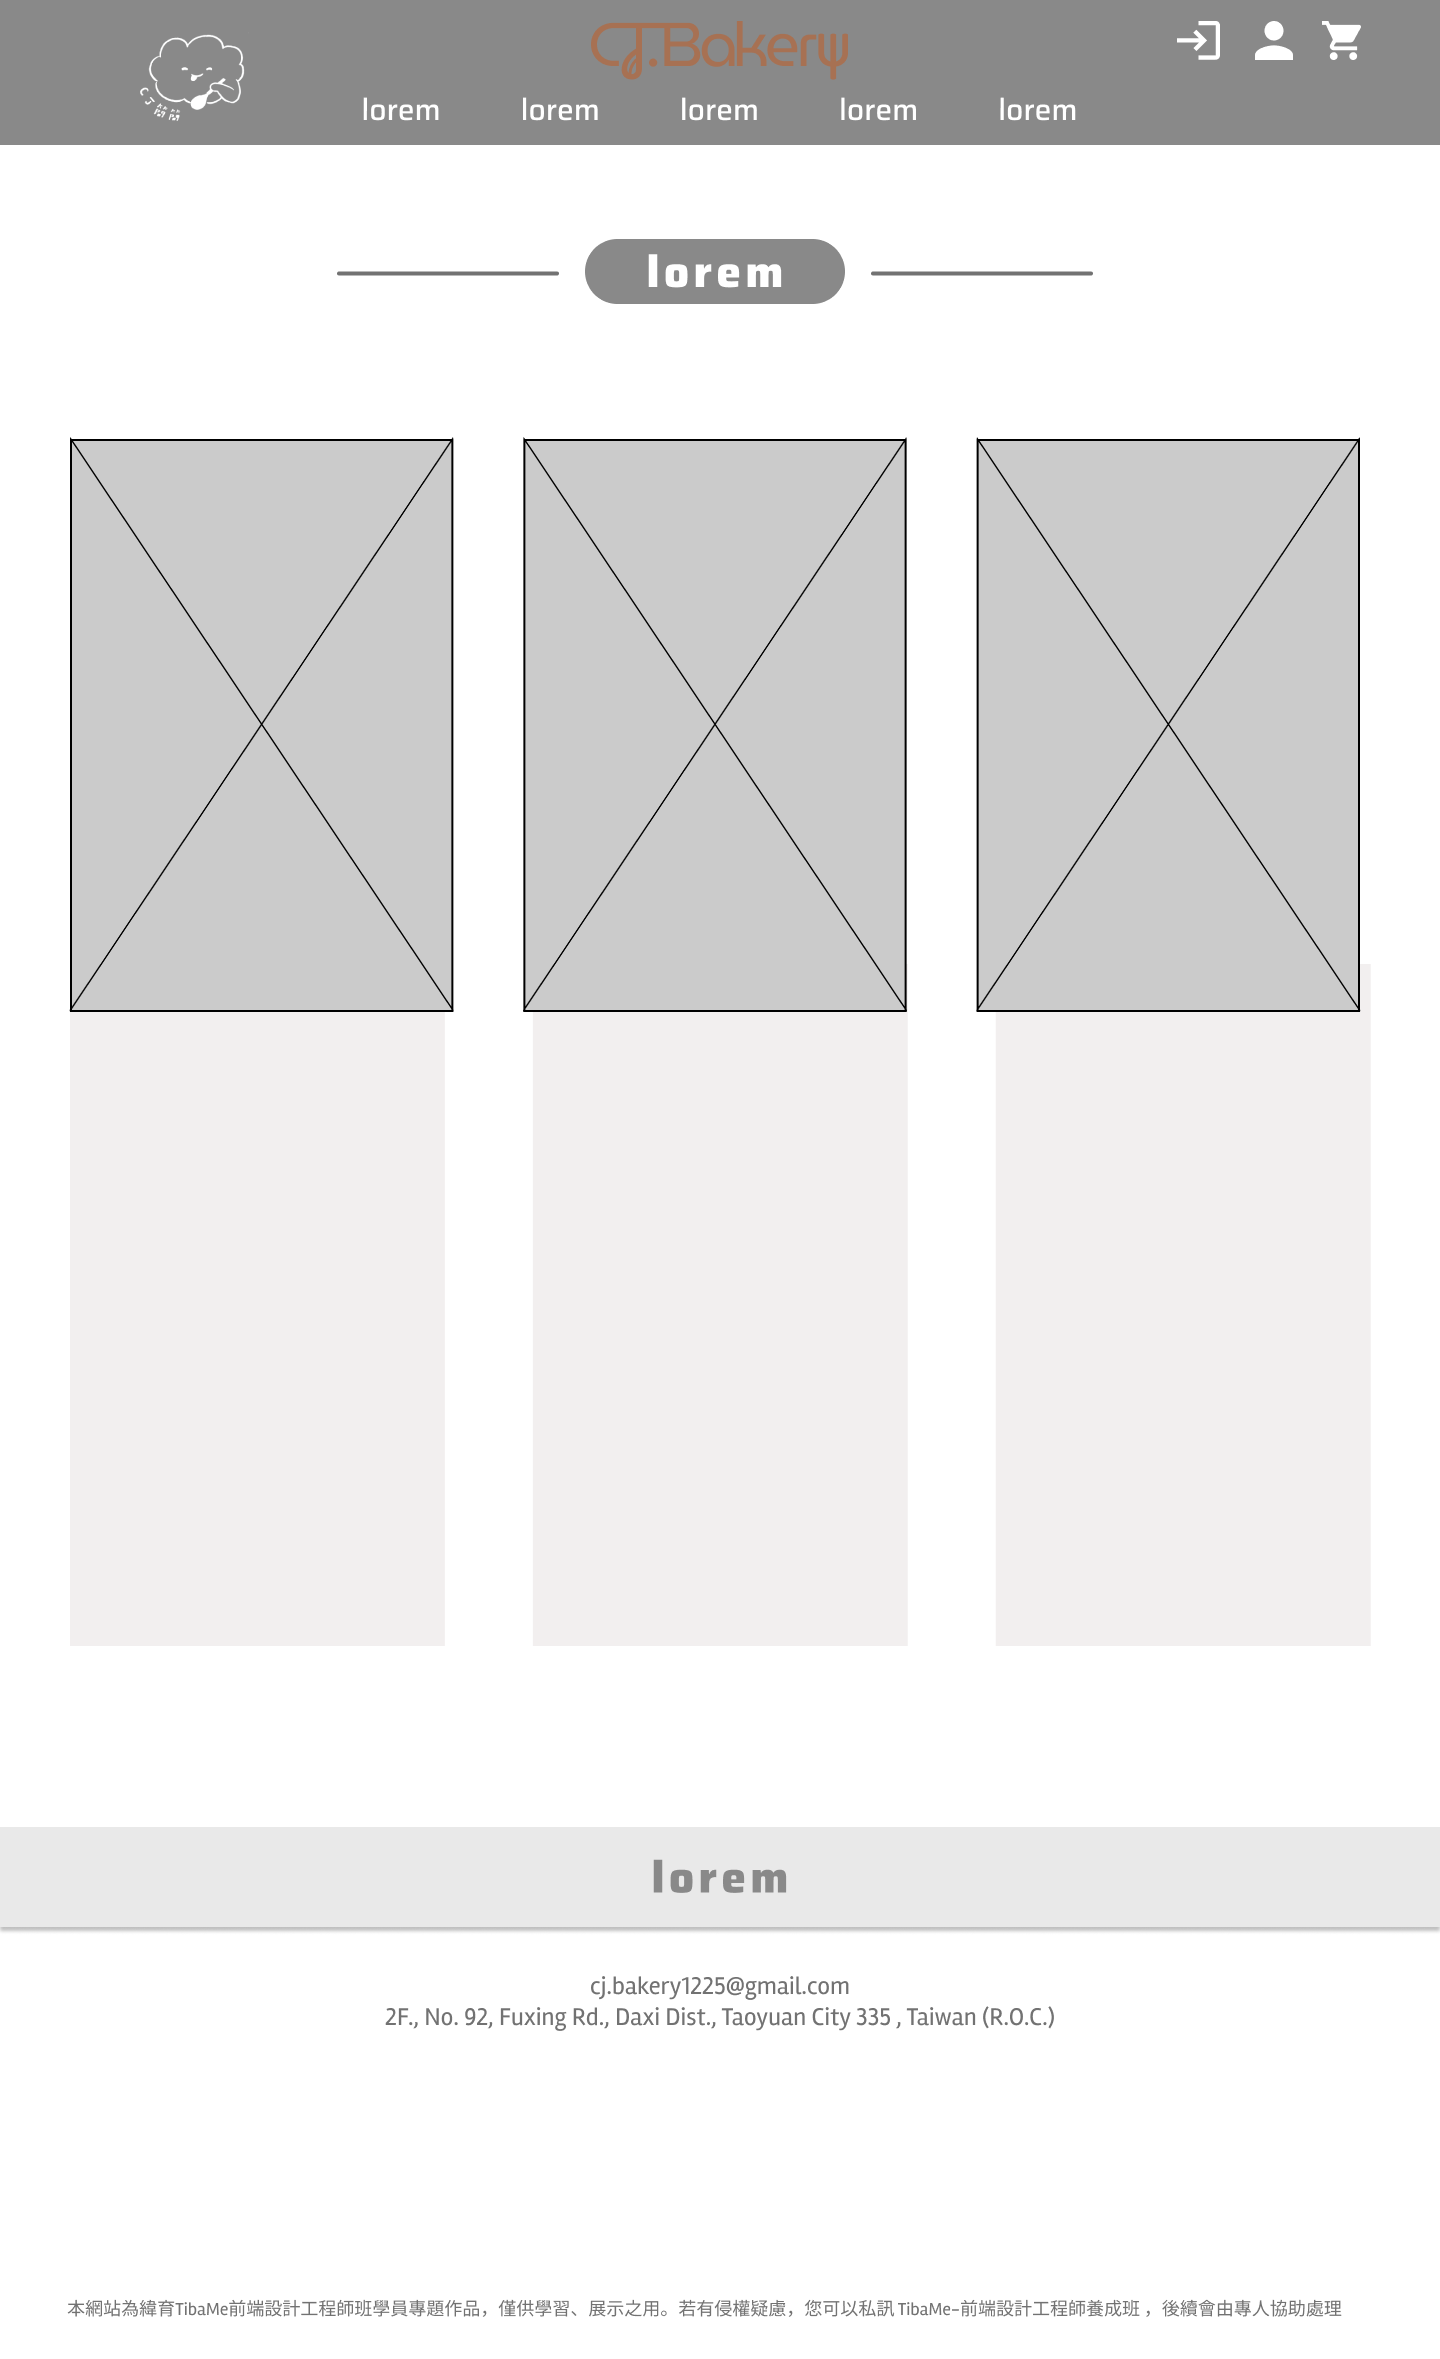 CJ.Bakery
CJ
lorem lorem lorem lorem lorem
lorem
lorem
cj.bakery1225@gmail.com
2F., No. 92, Fuxing Rd., Daxi Dist., Taoyuan City 335 , Taiwan (R.O.C.)
本網站為緯育TibaMe前端設計工程師班學員專題作品，僅供學習、展示之用。若有侵權疑慮，您可以私訊 TibaMe-前端設計工程師養成班 ，後續會由專人協助處理